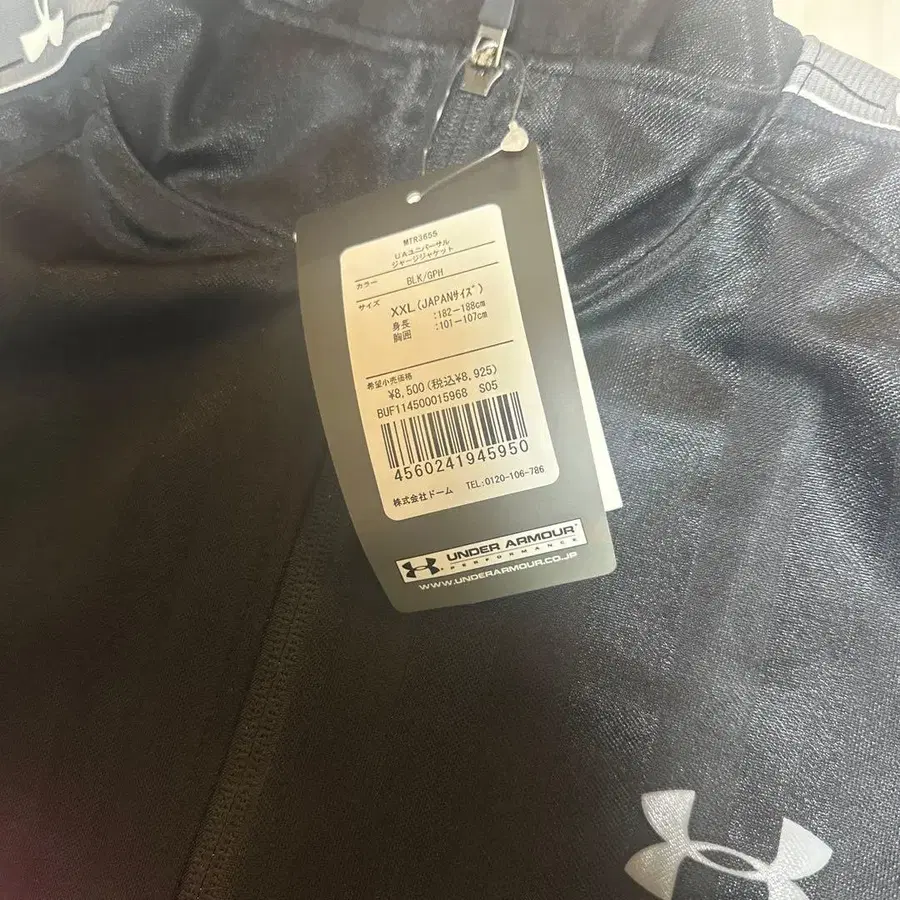 MTR3655
UAユニバーサル
ジャージジャケット
カラー BLK/GPH
サイズ XXL(JAPANサイズ)
身長 :182-188cm
胸囲 :101-107cm
希望小売価格
¥8,500(税込¥8,925)
BUF114500015968 S05
4560241945950
株式会社ドーム TEL:0120-106-786
UNDER ARMOUR
PERFORMANCE
WWW.UNDERARMOUR.CO.JP